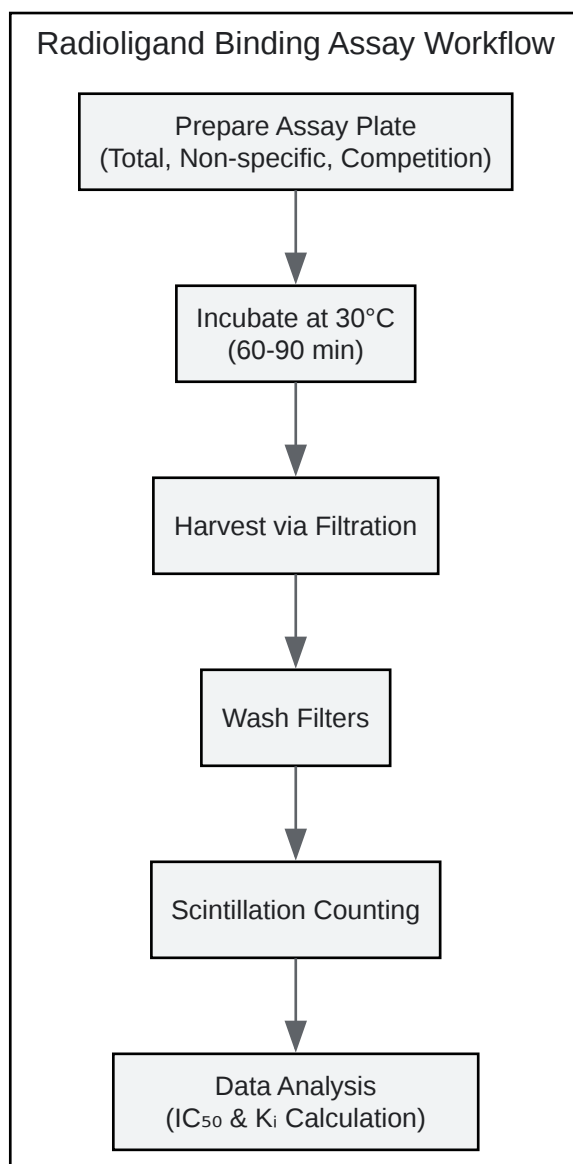 Radioligand Binding Assay Workflow
Prepare Assay Plate
(Total, Non-specific, Competition)
Incubate at 30°C
(60-90 min)
Harvest via Filtration
Wash Filters
Scintillation Counting
Data Analysis
(IC₅₀ & Kᵢ Calculation)